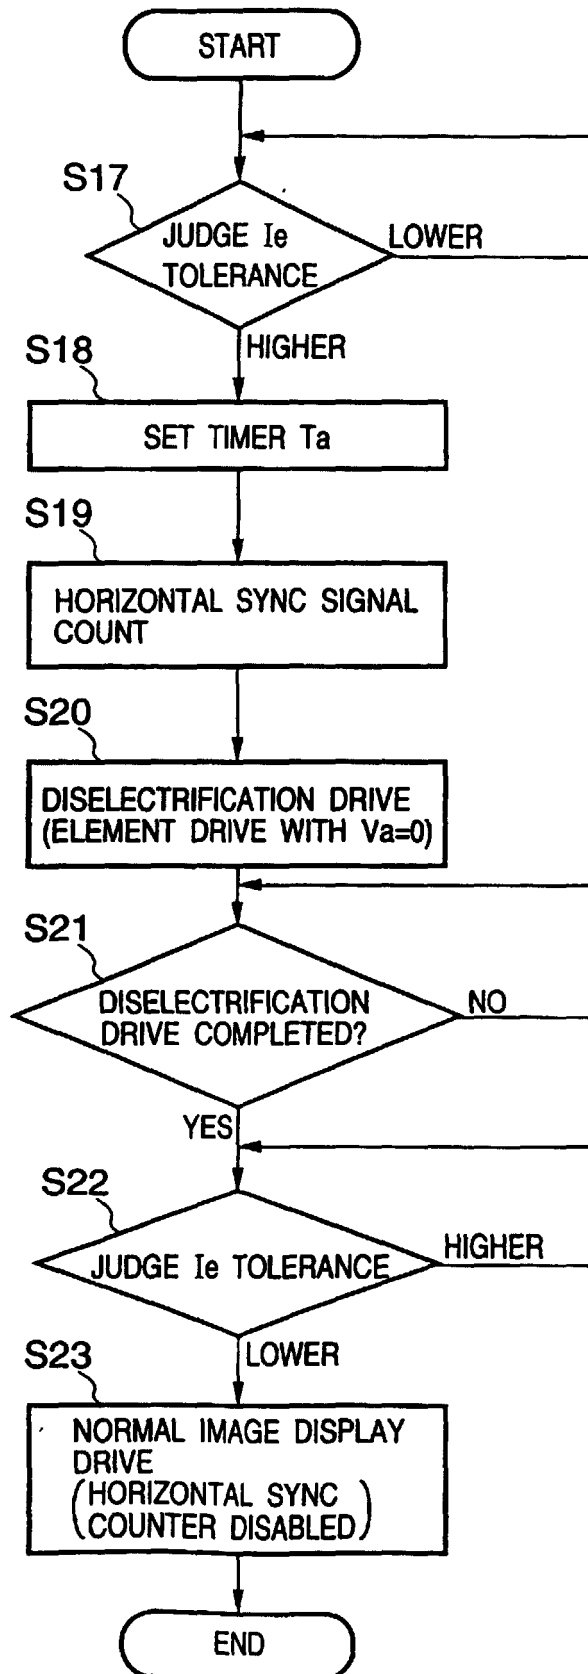 START
S17
JUDGE Ie
TOLERANCE
LOWER
HIGHER
S18
SET TIMER Ta
S19
HORIZONTAL SYNC SIGNAL
COUNT
S20
DISELECTRIFICATION DRIVE
(ELEMENT DRIVE WITH Va=0)
S21
DISELECTRIFICATION
DRIVE COMPLETED?
NO
YES
S22
JUDGE Ie TOLERANCE
HIGHER
LOWER
S23
NORMAL IMAGE DISPLAY
DRIVE
(HORIZONTAL SYNC
COUNTER DISABLED)
END